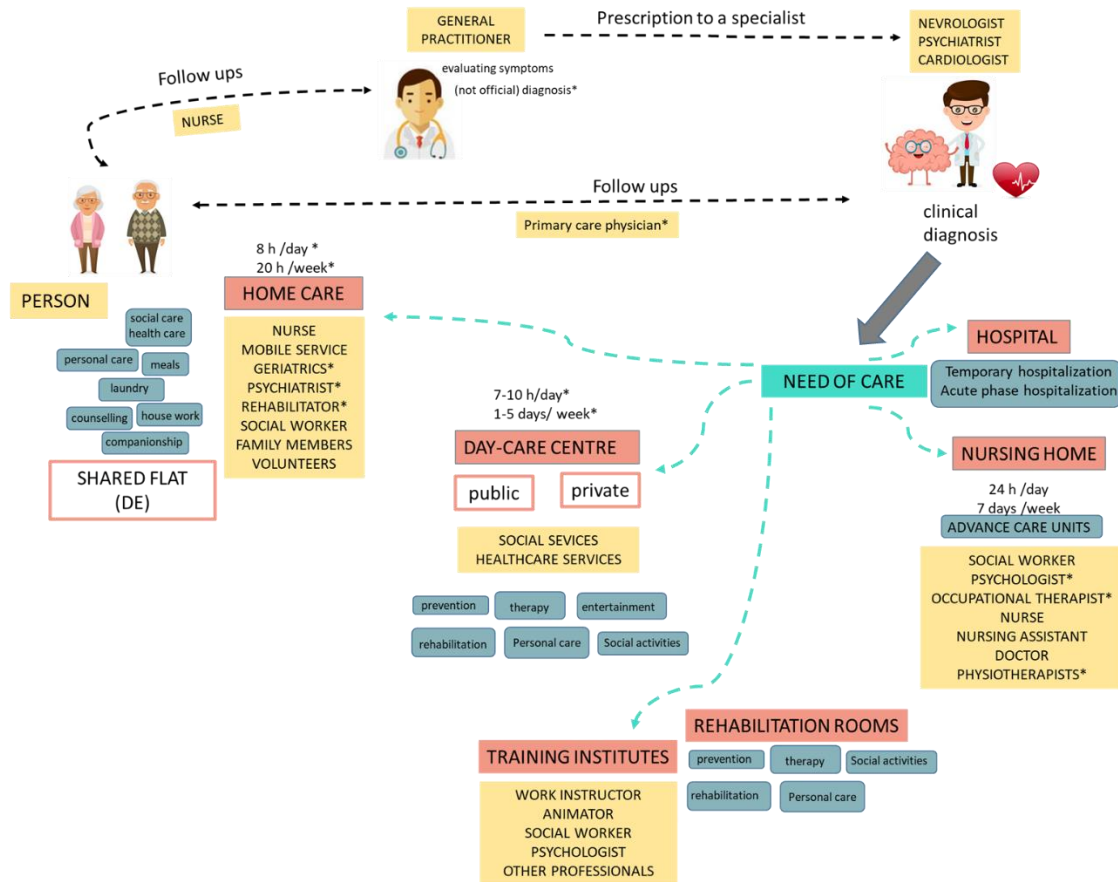 GENERAL
PRACTITIONER
Prescription to a specialist
NEVROLOGIST
PSYCHIATRIST
CARDIOLOGIST
evaluating symptoms
(not official) diagnosis*
Follow ups
NURSE
Follow ups
Primary care physician*
clinical
diagnosis
PERSON
social care
health care
personal care
meals
laundry
counselling
house work
companionship
SHARED FLAT
(DE)
8 h /day *
20 h /week*
HOME CARE
NURSE
MOBILE SERVICE
GERIATRICS*
PSYCHIATRIST*
REHABILITATOR*
SOCIAL WORKER
FAMILY MEMBERS
VOLUNTEERS
NEED OF CARE
HOSPITAL
Temporary hospitalization
Acute phase hospitalization
7-10 h/day*
1-5 days/ week*
DAY-CARE CENTRE
public
private
SOCIAL SEVICES
HEALTHCARE SERVICES
prevention
therapy
entertainment
rehabilitation
Personal care
Social activities
NURSING HOME
24 h /day
7 days /week
ADVANCE CARE UNITS
SOCIAL WORKER
PSYCHOLOGIST*
OCCUPATIONAL THERAPIST*
NURSE
NURSING ASSISTANT
DOCTOR
PHYSIOTHERAPISTS*
TRAINING INSTITUTES
WORK INSTRUCTOR
ANIMATOR
SOCIAL WORKER
PSYCHOLOGIST
OTHER PROFESSIONALS
REHABILITATION ROOMS
prevention
therapy
Social activities
rehabilitation
Personal care